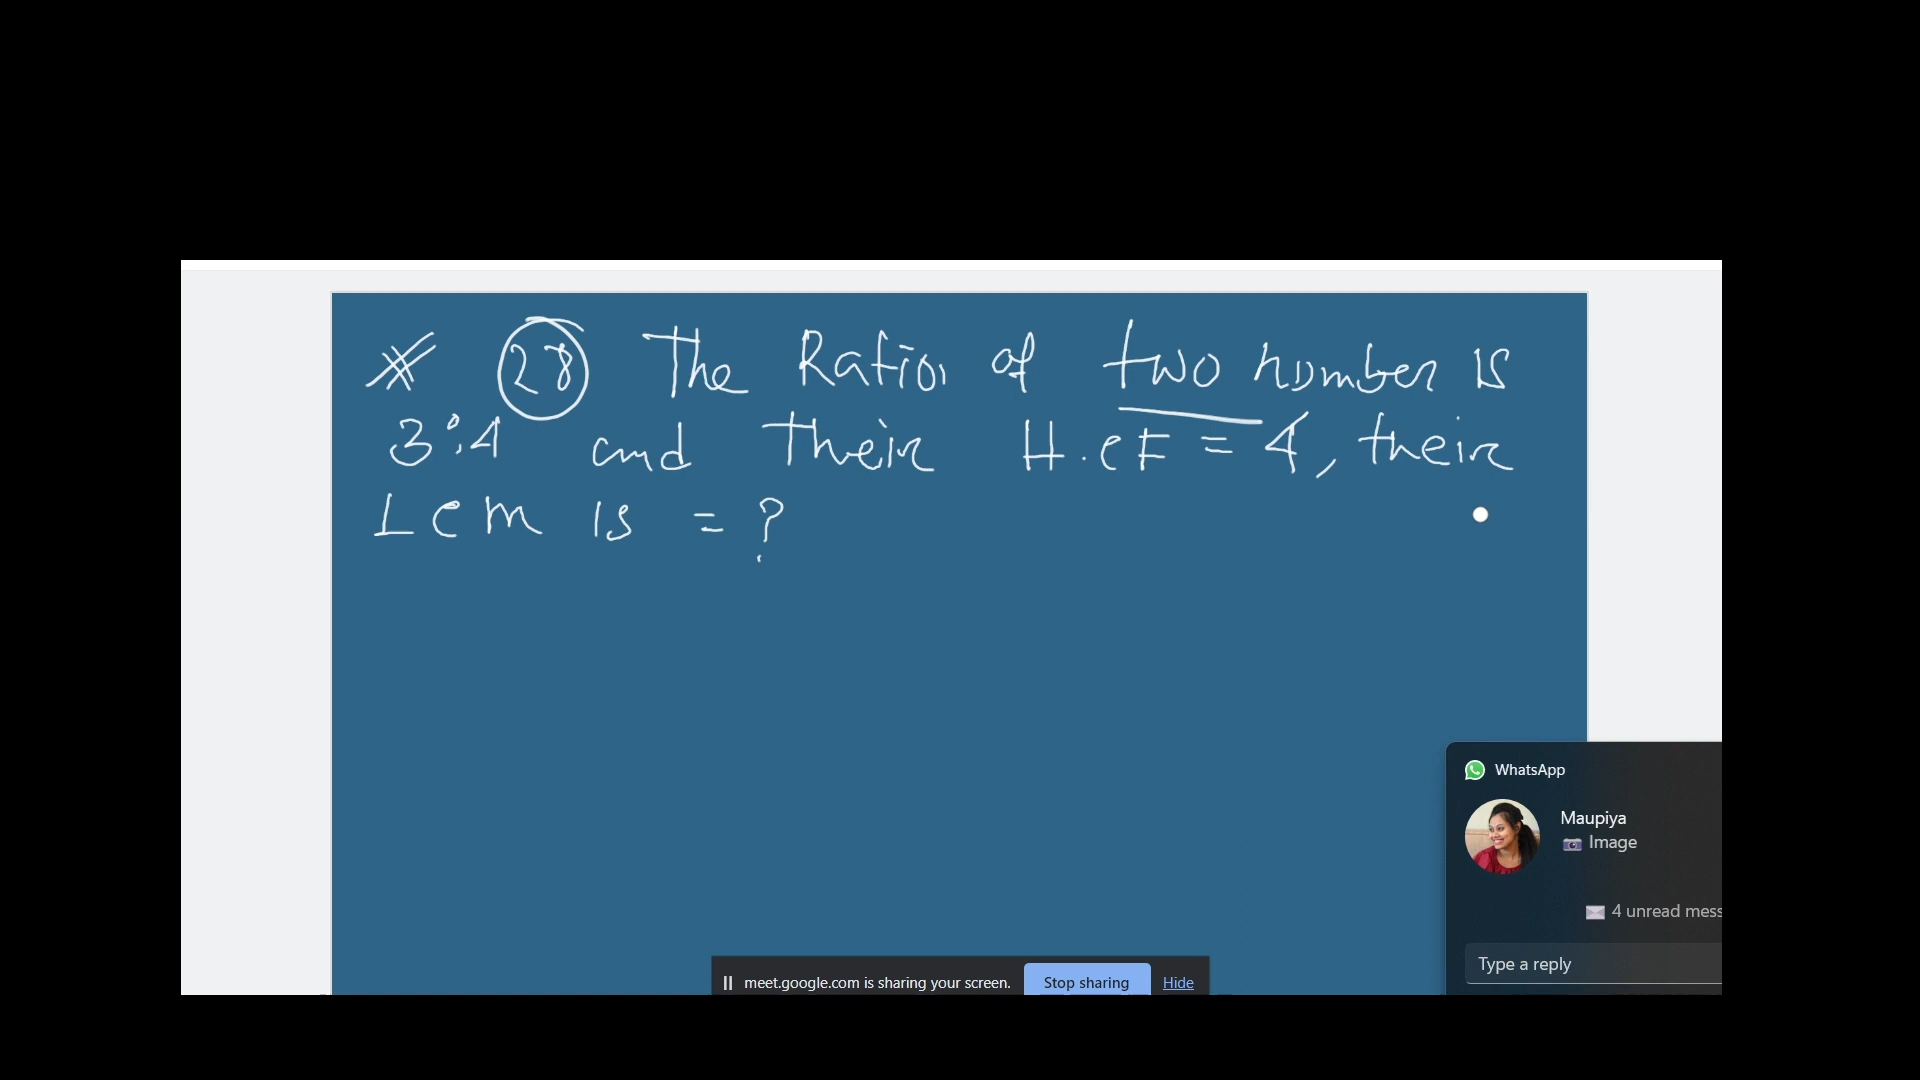 * 28 The Ratio of two number is
3:4 and their H.CF = 4, their
Lcm is = ?
WhatsApp
Maupiya
Image
4 unread mess
Type a reply
meet.google.com is sharing your screen. Stop sharing Hide